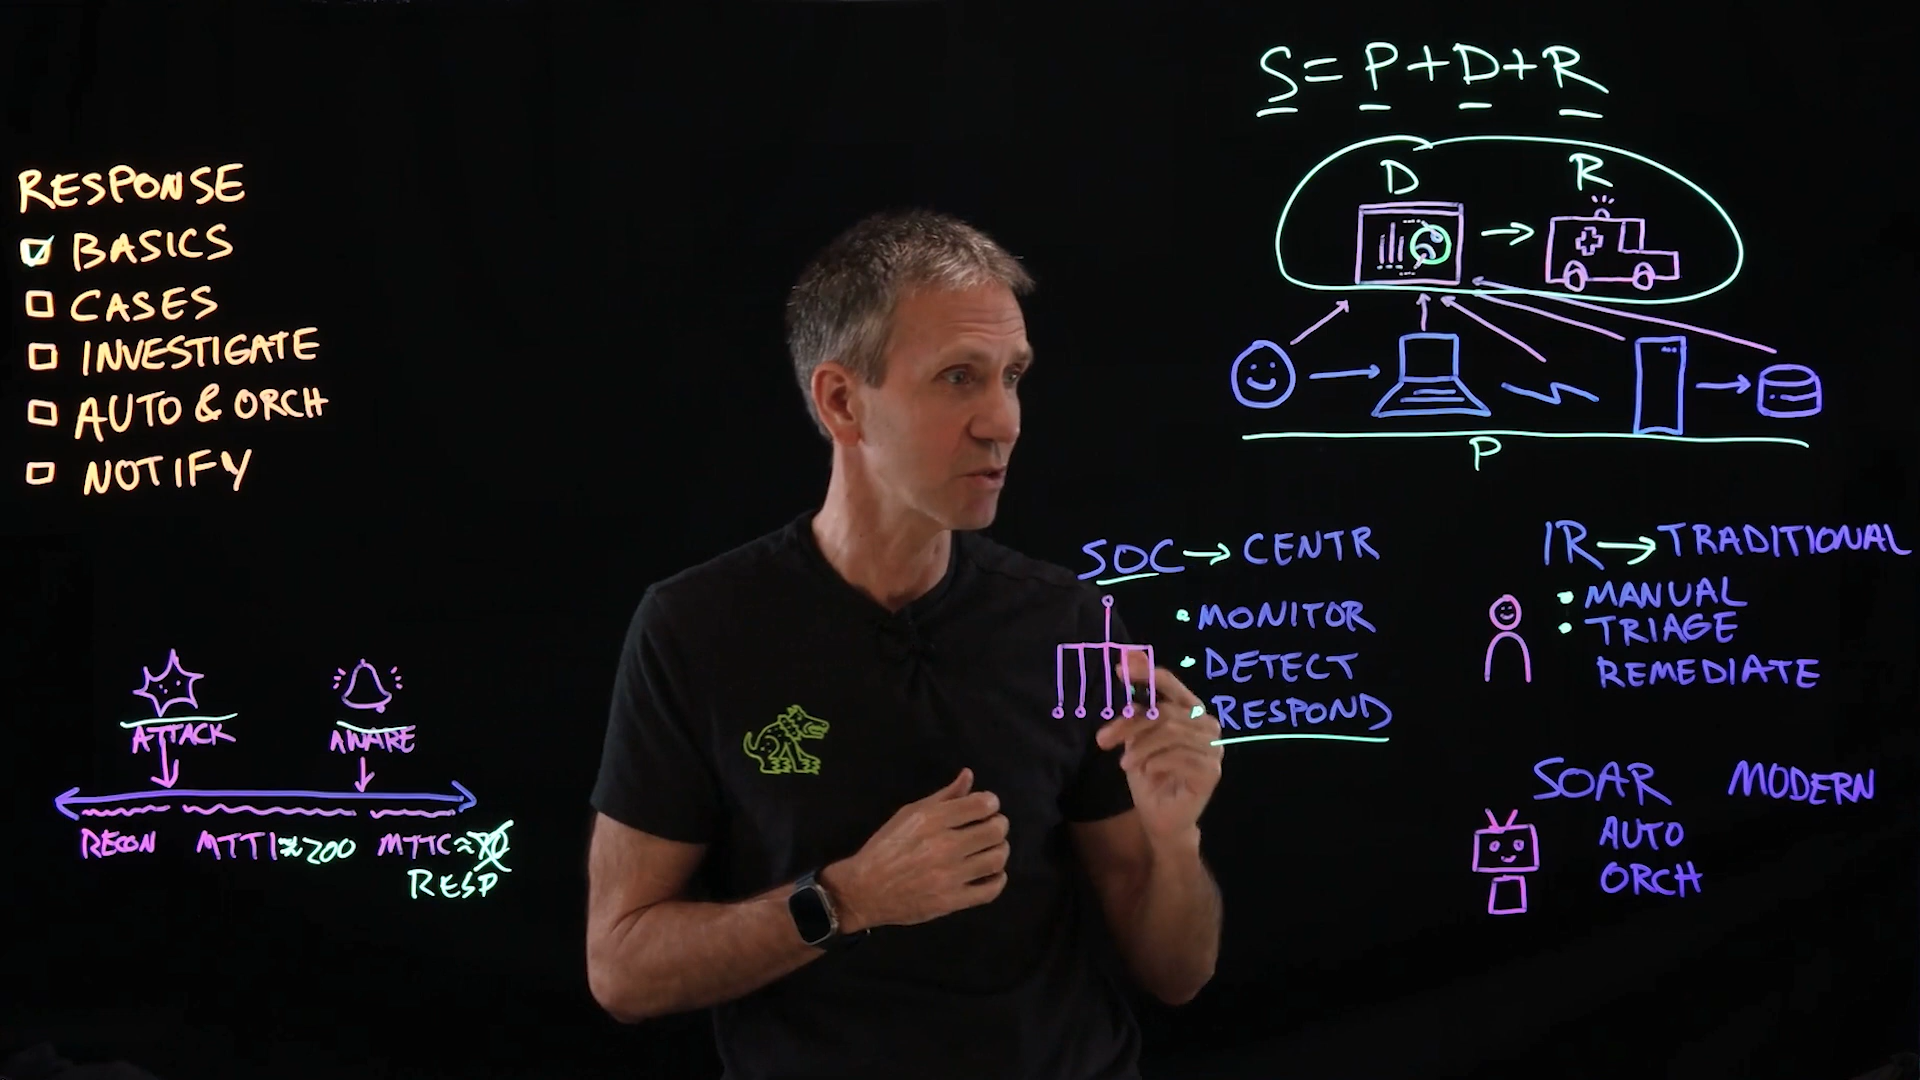 S = P + D + R
D R
P
RESPONSE
BASICS
CASES
INVESTIGATE
AUTO & ORCH
NOTIFY
ATTACK
AWARE
RECON MTTI ≈ 200 MTTC ≈ 70
RESP
SOC → CENTR
• MONITOR
• DETECT
• RESPOND
IR → TRADITIONAL
• MANUAL
• TRIAGE
REMEDIATE
SOAR MODERN
AUTO
ORCH